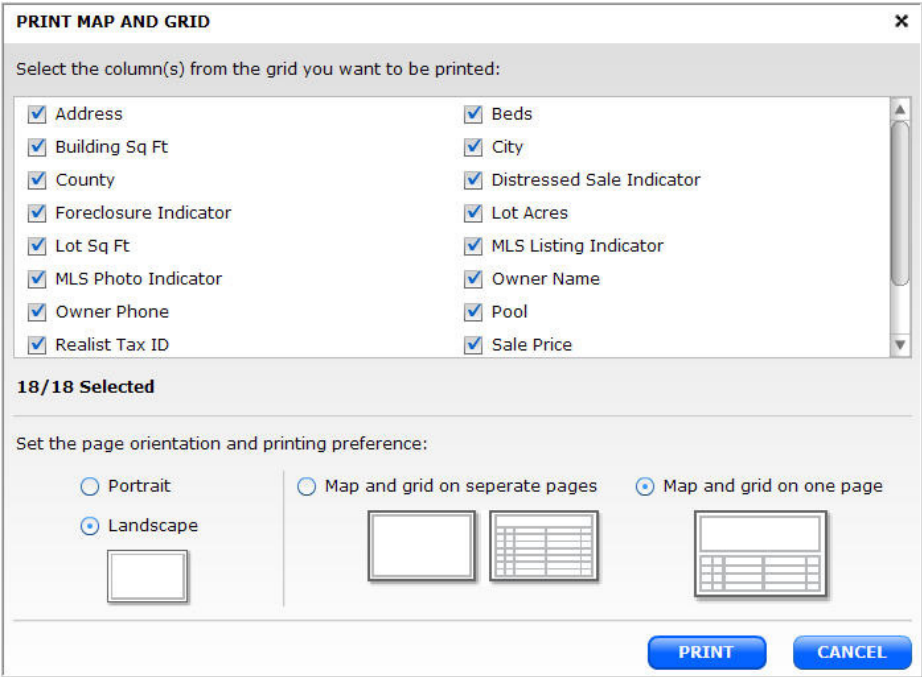 PRINT MAP AND GRID
Select the column(s) from the grid you want to be printed:
Address Beds
Building Sq Ft City
County Distressed Sale Indicator
Foreclosure Indicator Lot Acres
Lot Sq Ft MLS Listing Indicator
MLS Photo Indicator Owner Name
Owner Phone Pool
Realist Tax ID Sale Price
18/18 Selected
Set the page orientation and printing preference:
Portrait Map and grid on seperate pages Map and grid on one page
Landscape
PRINT CANCEL